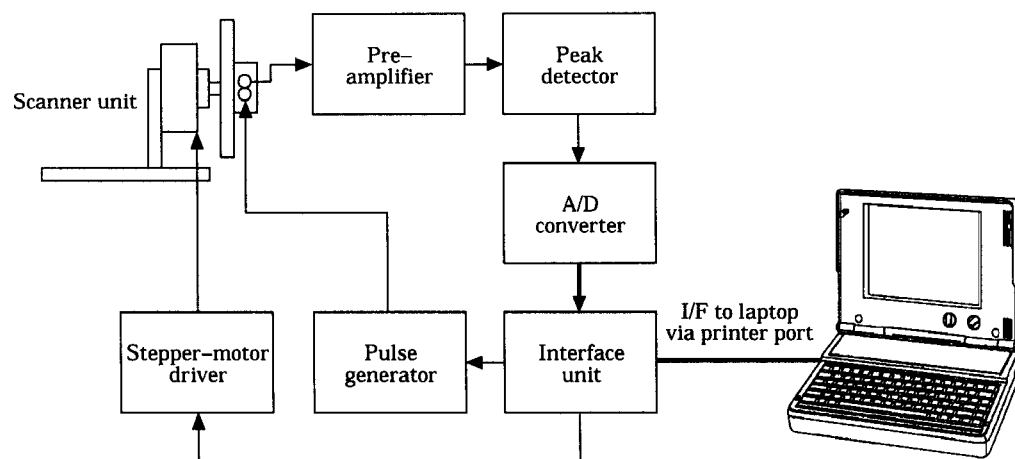 Pre-
amplifier
Peak
detector
Scanner unit
A/D
converter
I/F to laptop
via printer port
Stepper-motor
driver
Pulse
generator
Interface
unit